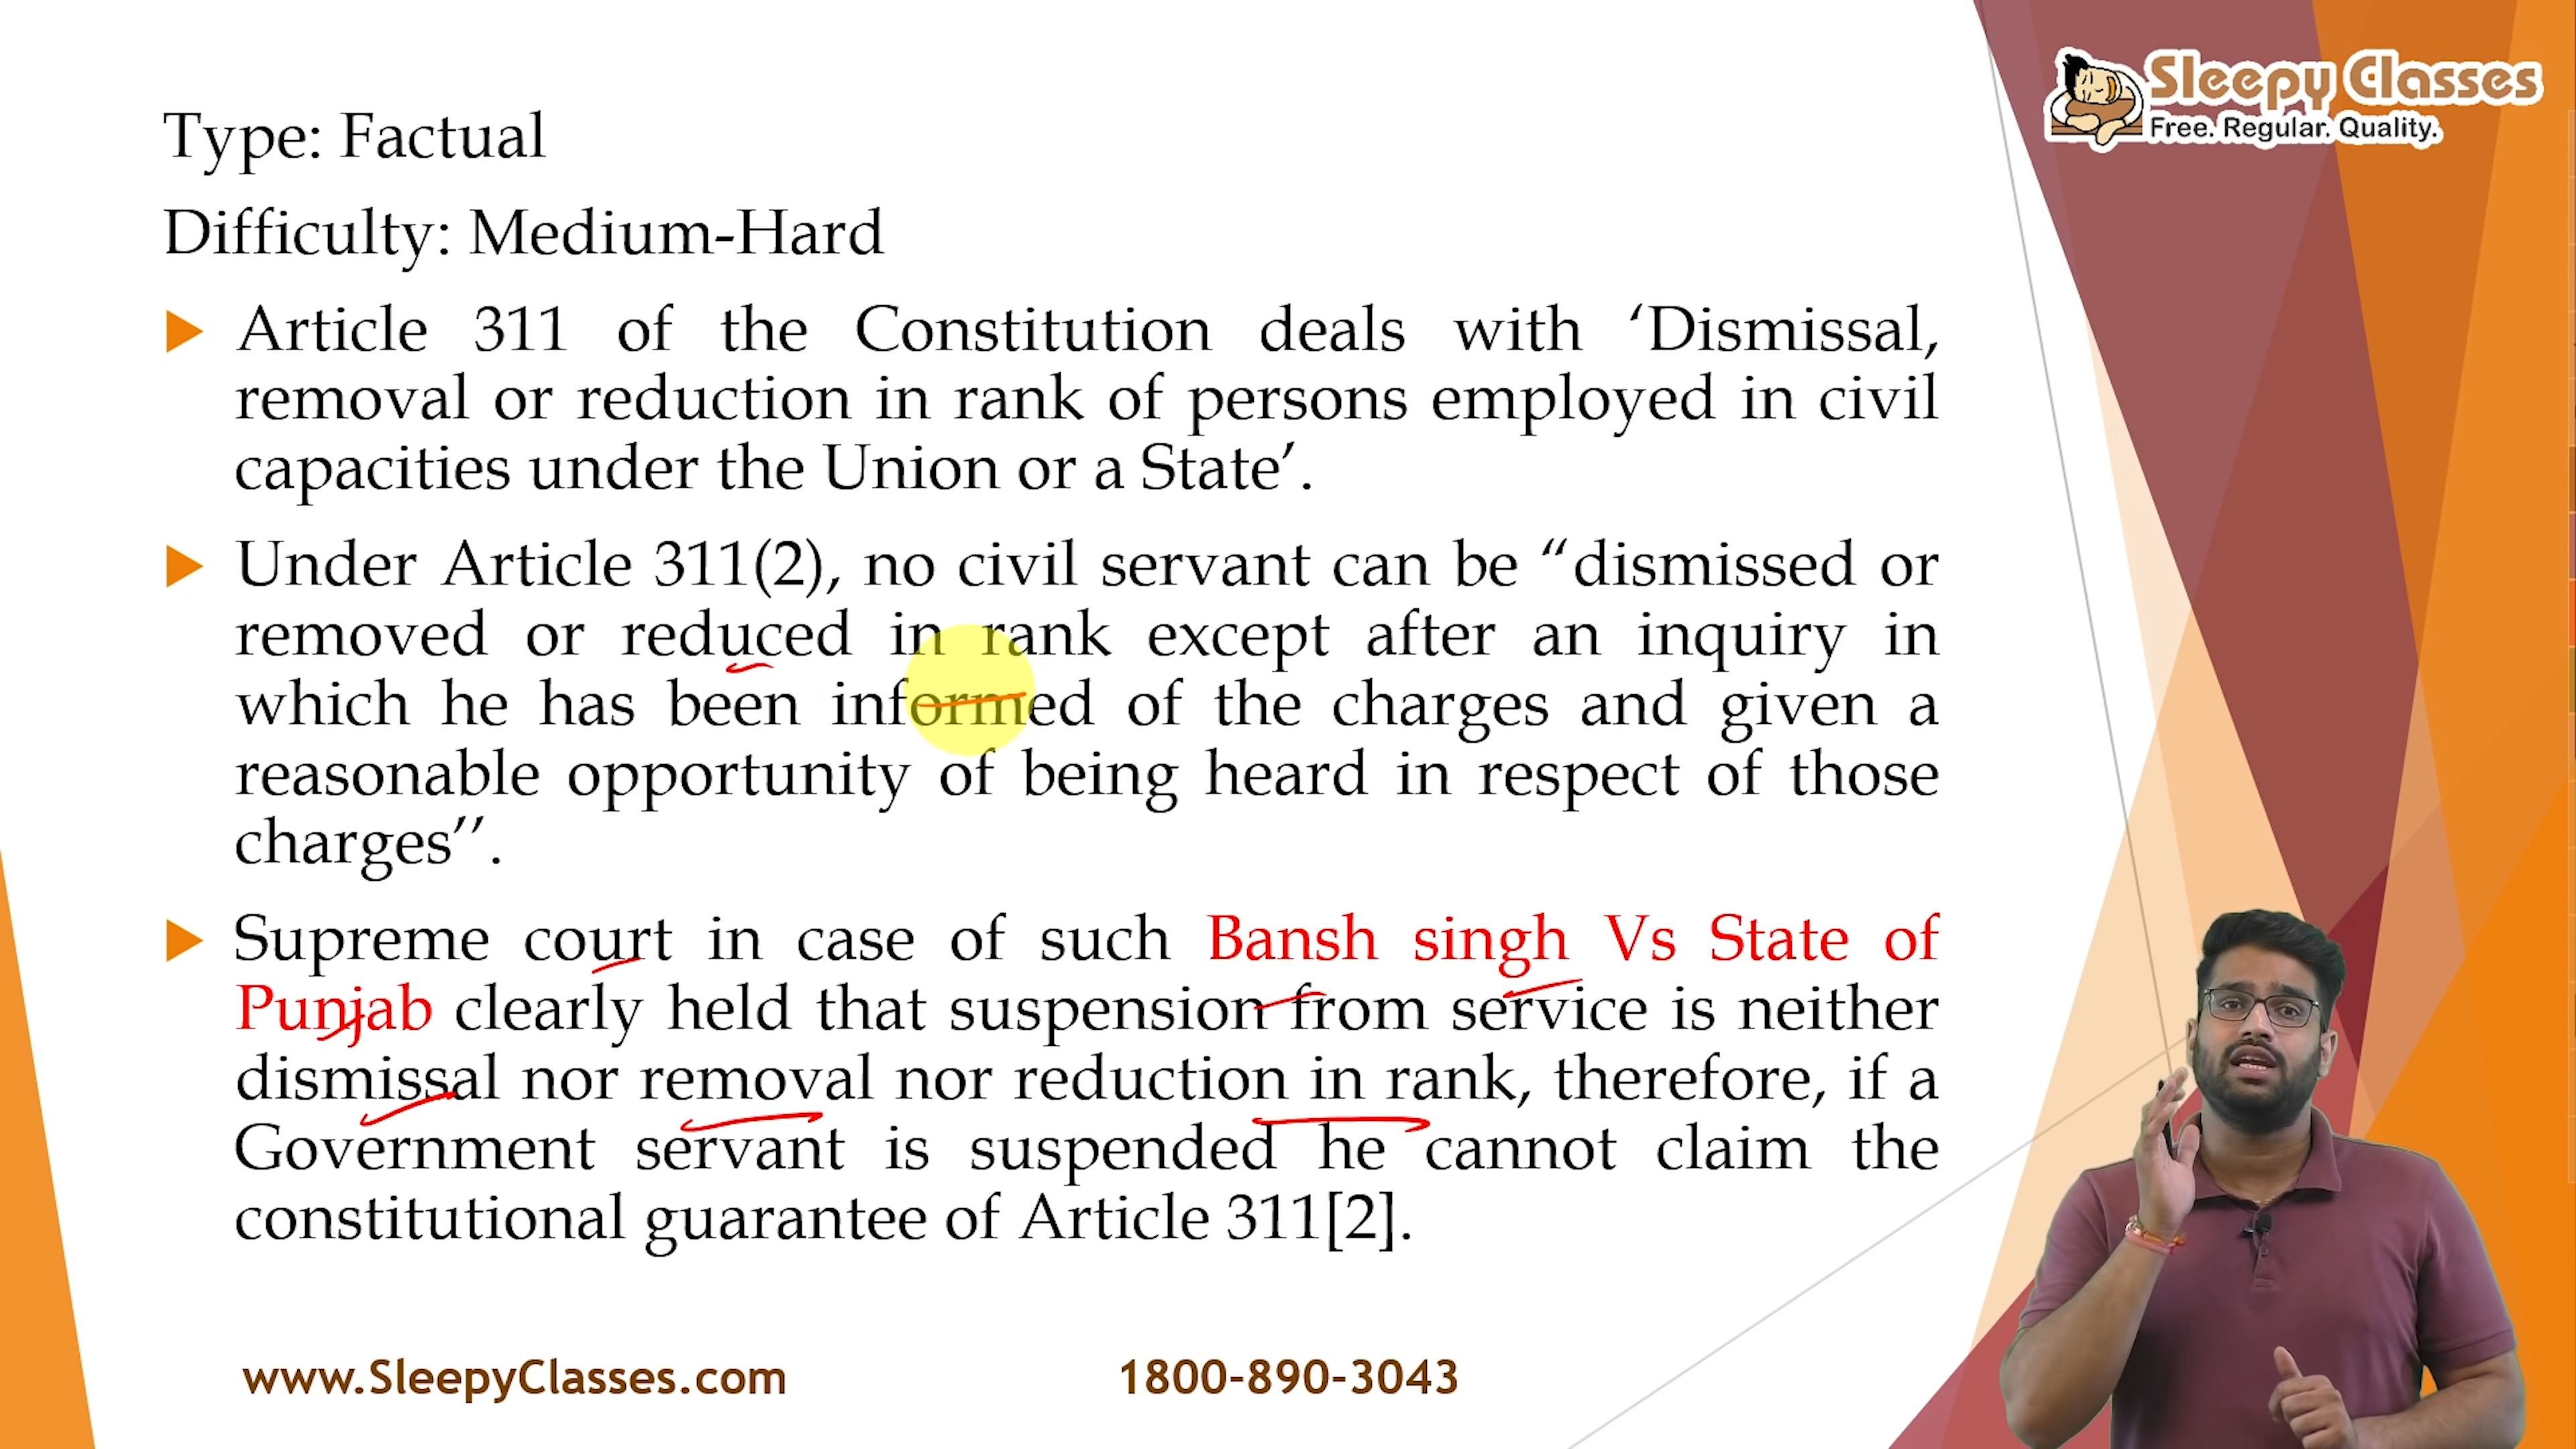 Sleepy Classes
Free. Regular. Quality.
Type: Factual
Difficulty: Medium-Hard
Article 311 of the Constitution deals with ‘Dismissal,
removal or reduction in rank of persons employed in civil
capacities under the Union or a State’.
Under Article 311(2), no civil servant can be “dismissed or
removed or reduced in rank except after an inquiry in
which he has been informed of the charges and given a
reasonable opportunity of being heard in respect of those
charges’’.
Supreme court in case of such Bansh singh Vs State of
Punjab clearly held that suspension from service is neither
dismissal nor removal nor reduction in rank, therefore, if a
Government servant is suspended he cannot claim the
constitutional guarantee of Article 311[2].
www.SleepyClasses.com
1800-890-3043